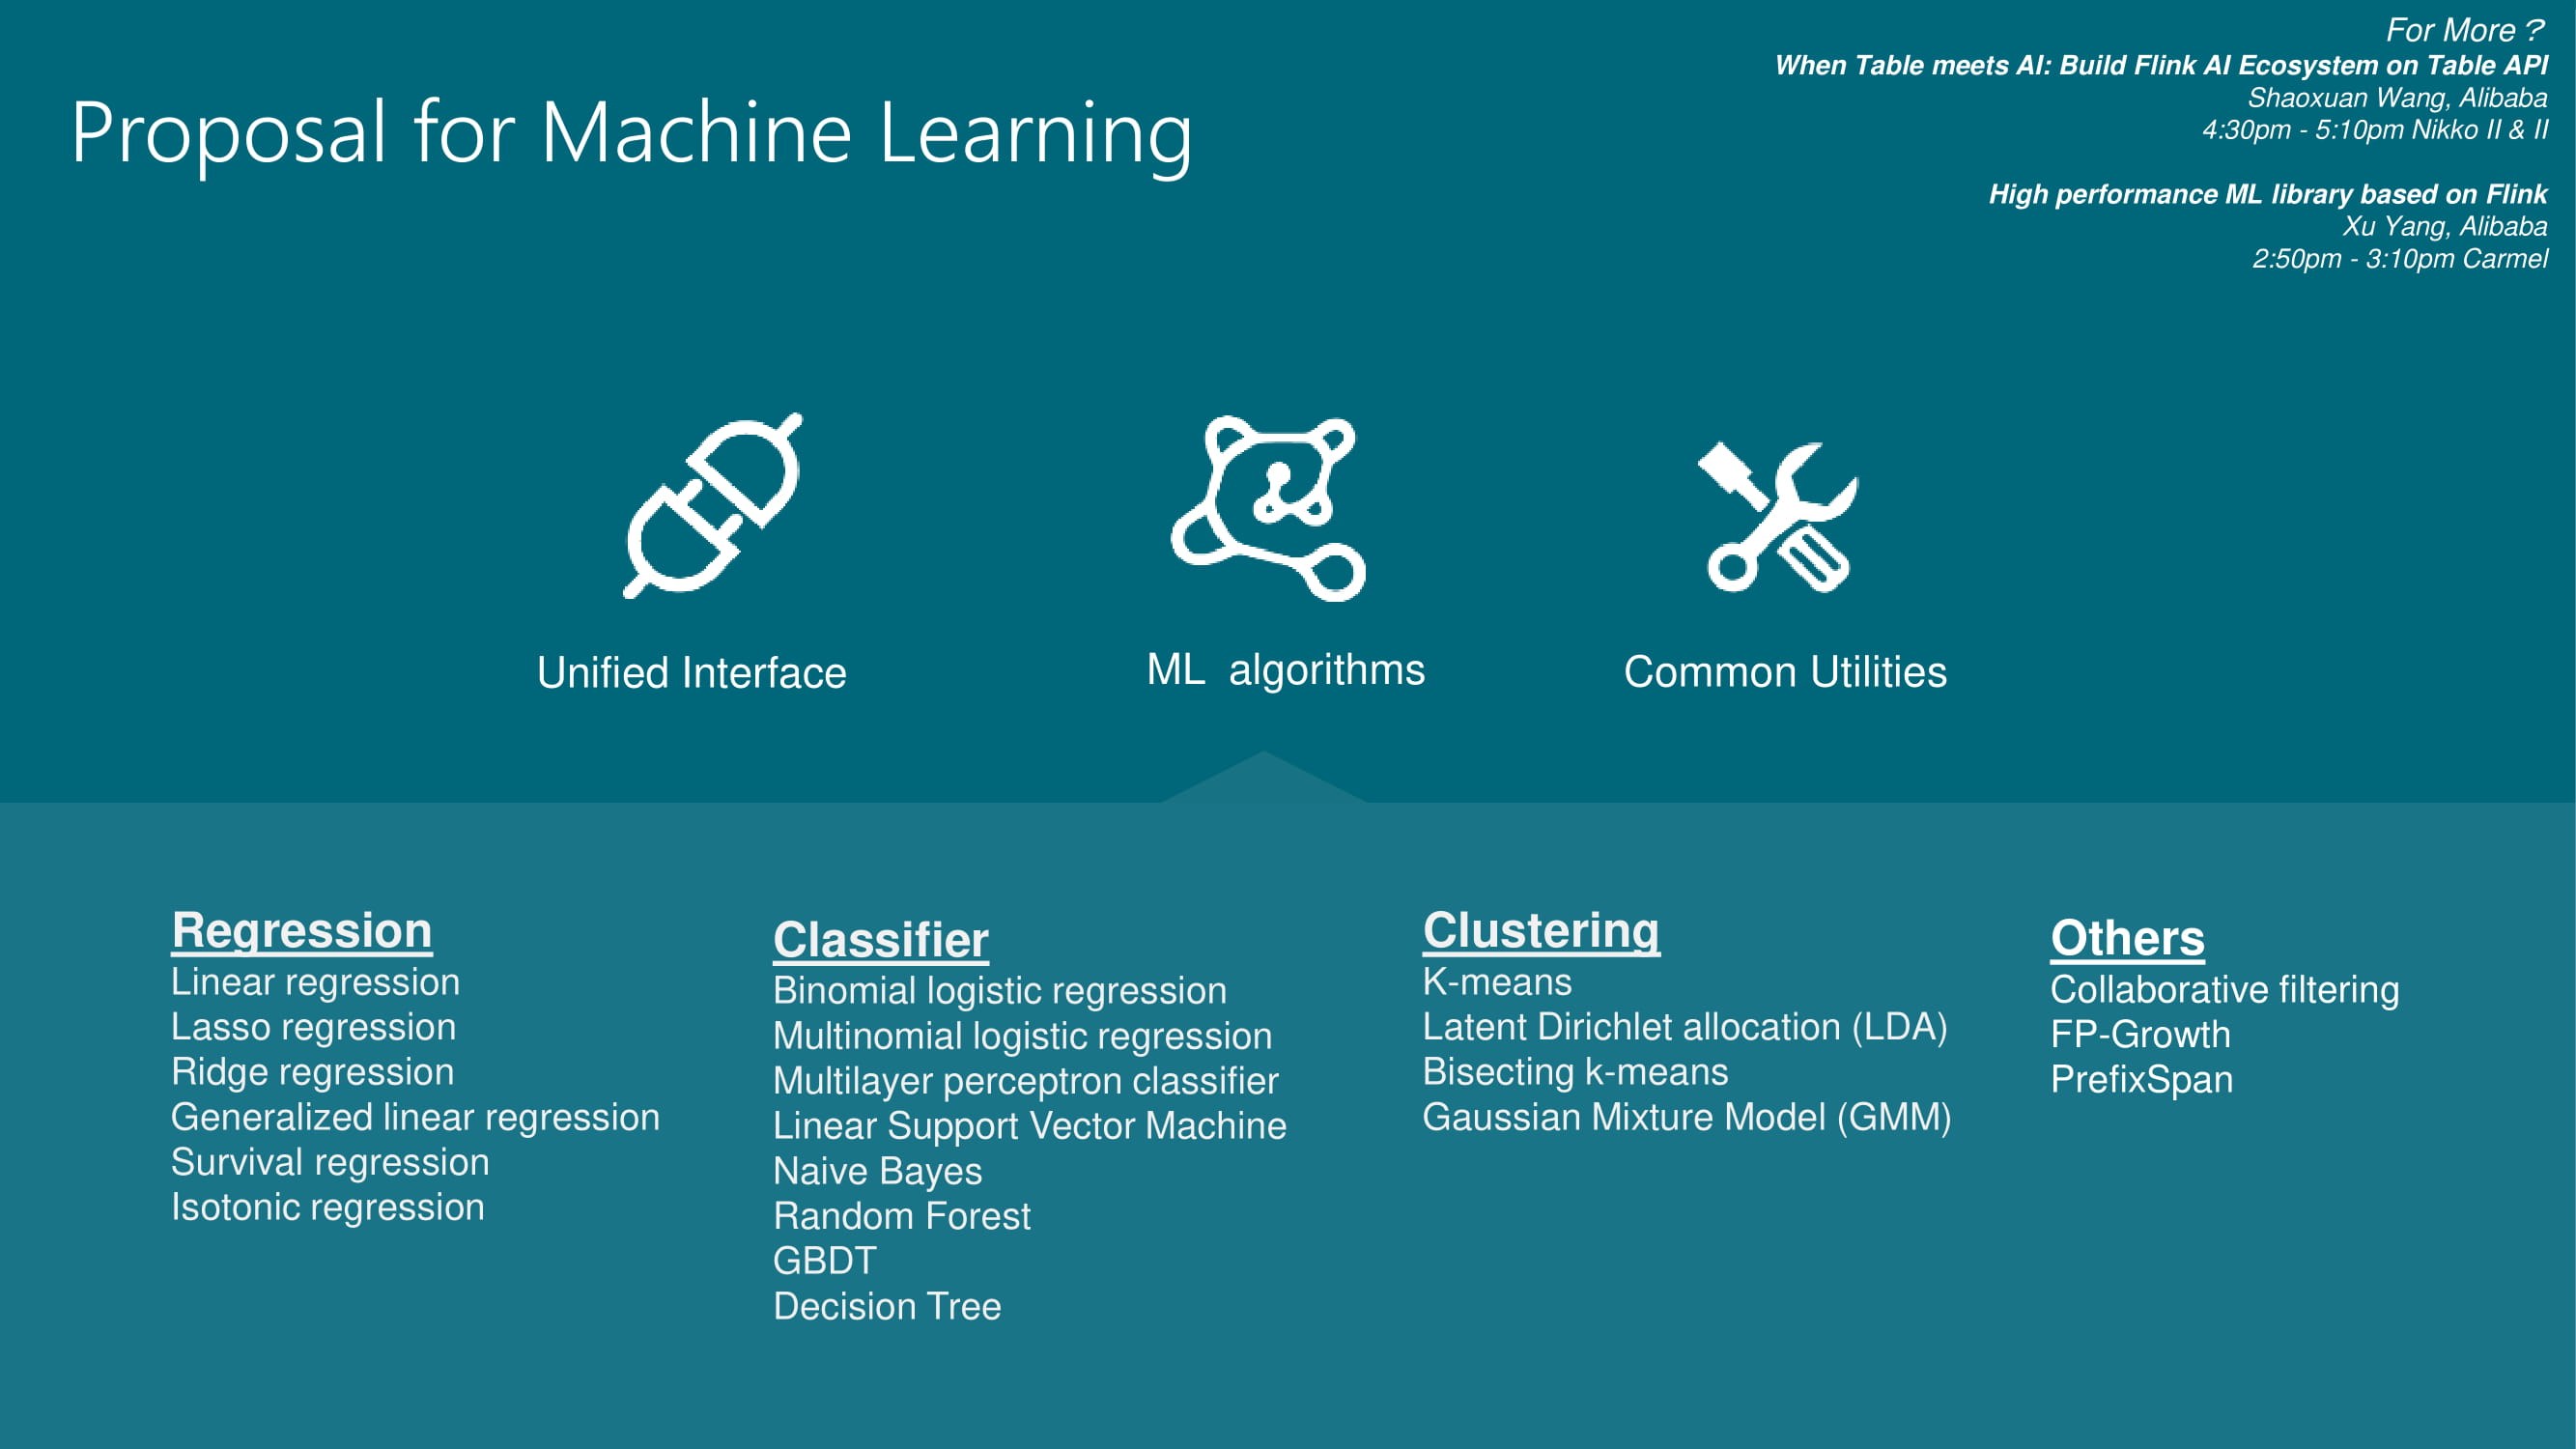 For More？
When Table meets AI: Build Flink AI Ecosystem on Table API
Shaoxuan Wang, Alibaba
4:30pm - 5:10pm Nikko II & II
High performance ML library based on Flink
Xu Yang, Alibaba
2:50pm - 3:10pm Carmel
Proposal for Machine Learning
Unified Interface
ML algorithms
Common Utilities
Regression
Linear regression
Lasso regression
Ridge regression
Generalized linear regression
Survival regression
Isotonic regression
Classifier
Binomial logistic regression
Multinomial logistic regression
Multilayer perceptron classifier
Linear Support Vector Machine
Naive Bayes
Random Forest
GBDT
Decision Tree
Clustering
K-means
Latent Dirichlet allocation (LDA)
Bisecting k-means
Gaussian Mixture Model (GMM)
Others
Collaborative filtering
FP-Growth
PrefixSpan